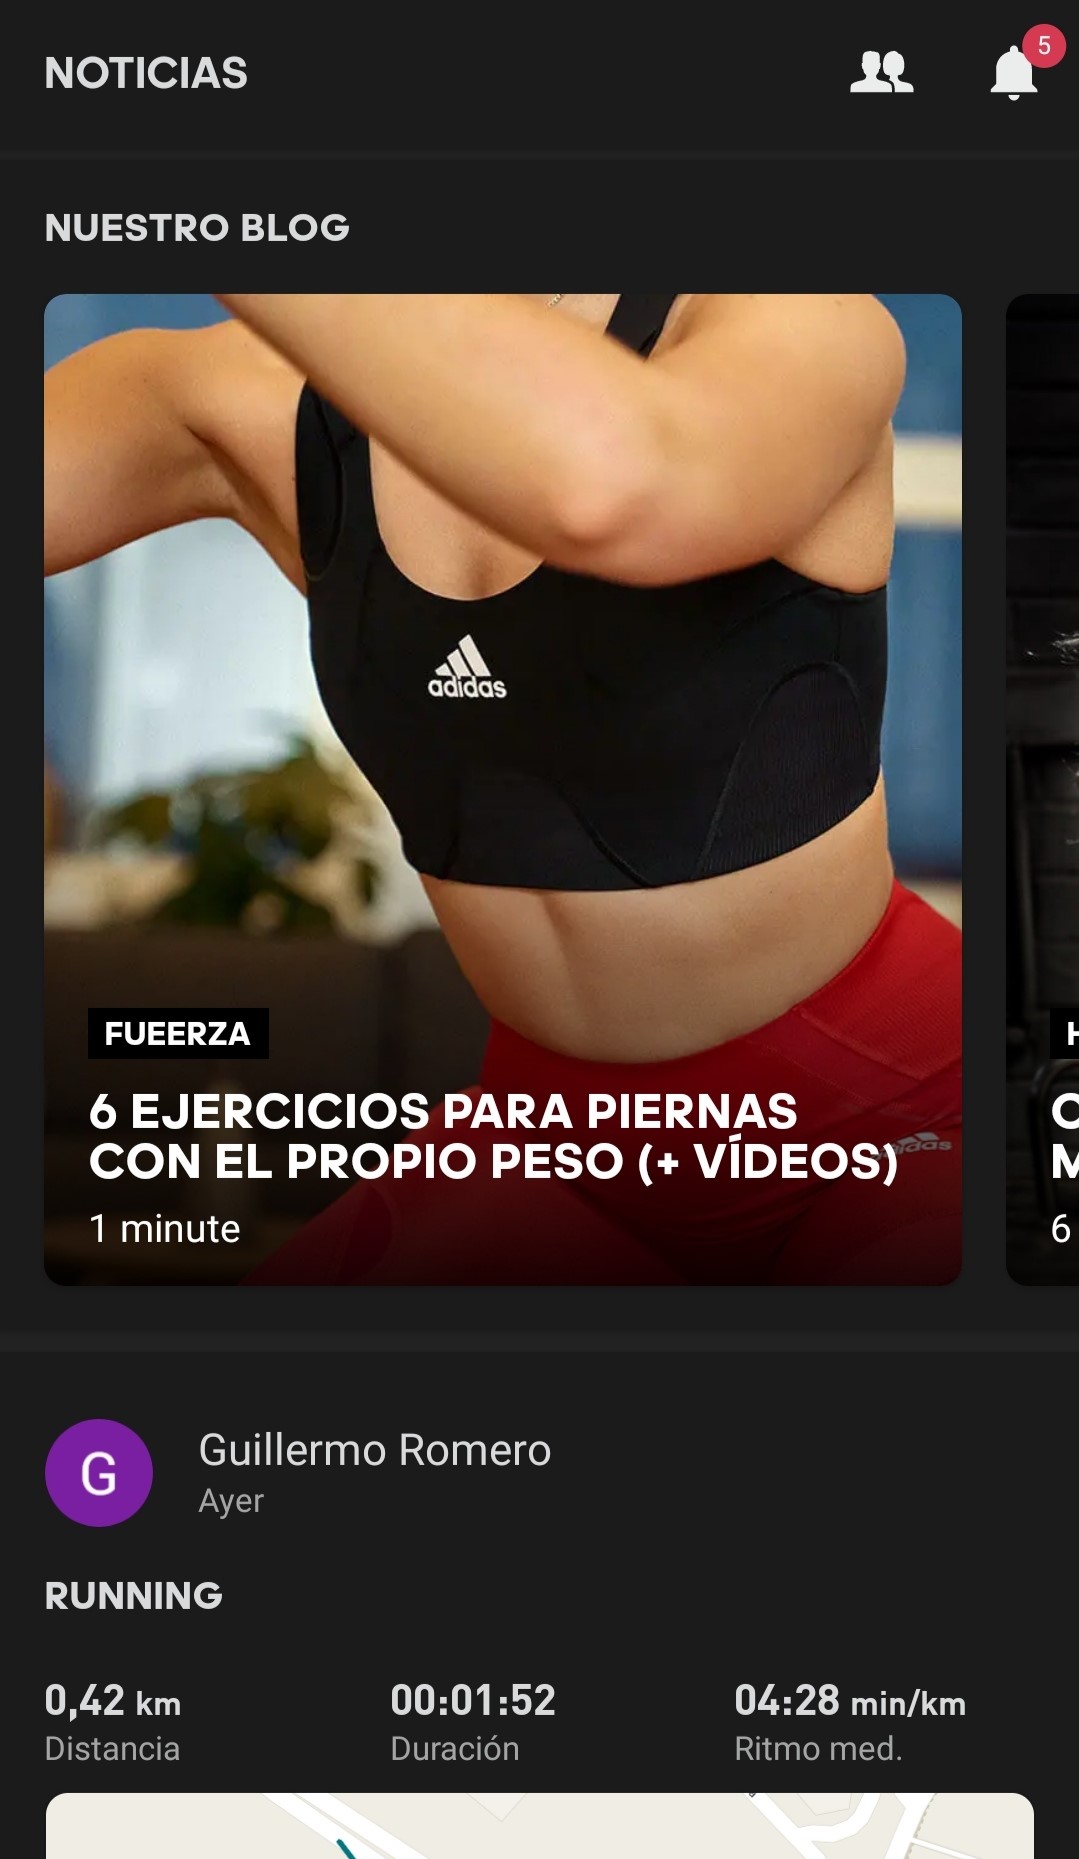 NOTICIAS
5
NUESTRO BLOG
adidas
FUEERZA
6 EJERCICIOS PARA PIERNAS
CON EL PROPIO PESO (+ VÍDEOS)
adidas
1 minute
6
G
Guillermo Romero
Ayer
RUNNING
0,42 km
00:01:52
04:28 min/km
Distancia
Duración
Ritmo med.